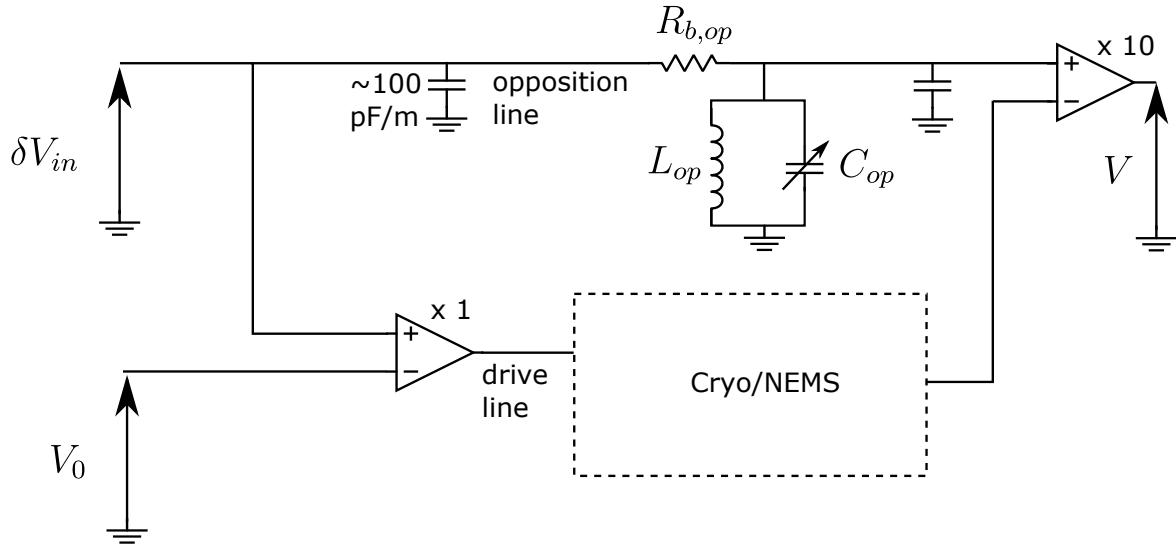 R_{b,op}
x 10
~100
pF/m
opposition
line
+
−
δV_{in}
L_{op}
C_{op}
V
x 1
+
−
drive
line
Cryo/NEMS
V_0